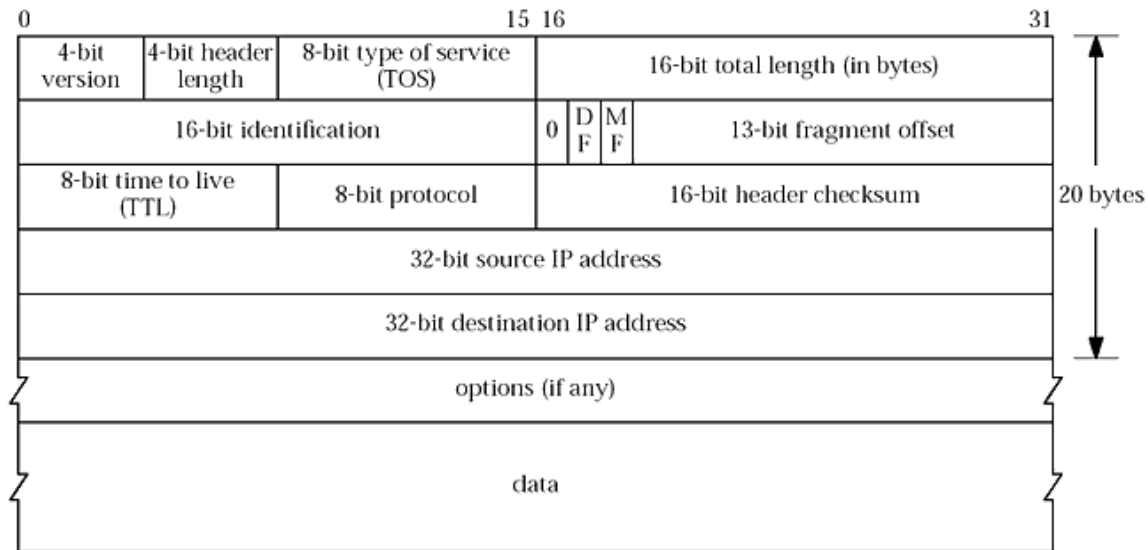 0 15 16 31
4-bit version
4-bit header length
8-bit type of service (TOS)
16-bit total length (in bytes)
16-bit identification
0
DF
MF
13-bit fragment offset
8-bit time to live (TTL)
8-bit protocol
16-bit header checksum
20 bytes
32-bit source IP address
32-bit destination IP address
options (if any)
data